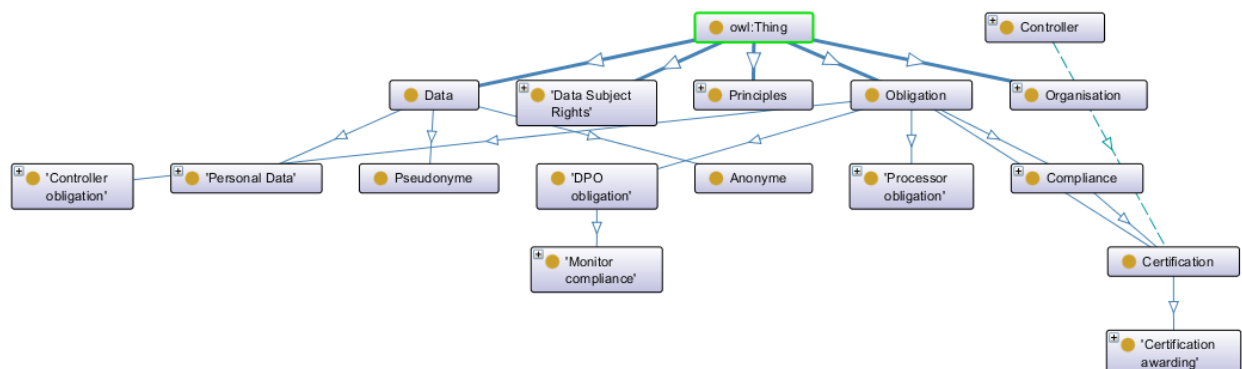 owl:Thing
Controller
Data
'Data Subject
Rights'
Principles
Obligation
Organisation
'Controller
obligation'
'Personal Data'
Pseudonyme
'DPO
obligation'
Anonyme
'Processor
obligation'
Compliance
'Monitor
compliance'
Certification
'Certification
awarding'